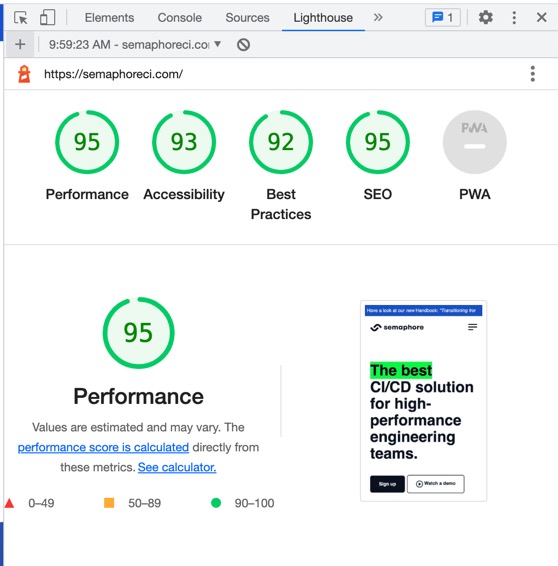 Elements Console Sources Lighthouse » 1
+ 9:59:23 AM - semaphoreci.co
https://semaphoreci.com/
95 93 92 95 PWA
Performance Accessibility Best Practices SEO PWA
95
Performance
Values are estimated and may vary. The
performance score is calculated directly from
these metrics. See calculator.
0–49 50–89 90–100
Have a look at our new Handbook: "Transitioning the
semaphore
The best
CI/CD solution
for high-
performance
engineering
teams.
Sign up Watch a demo